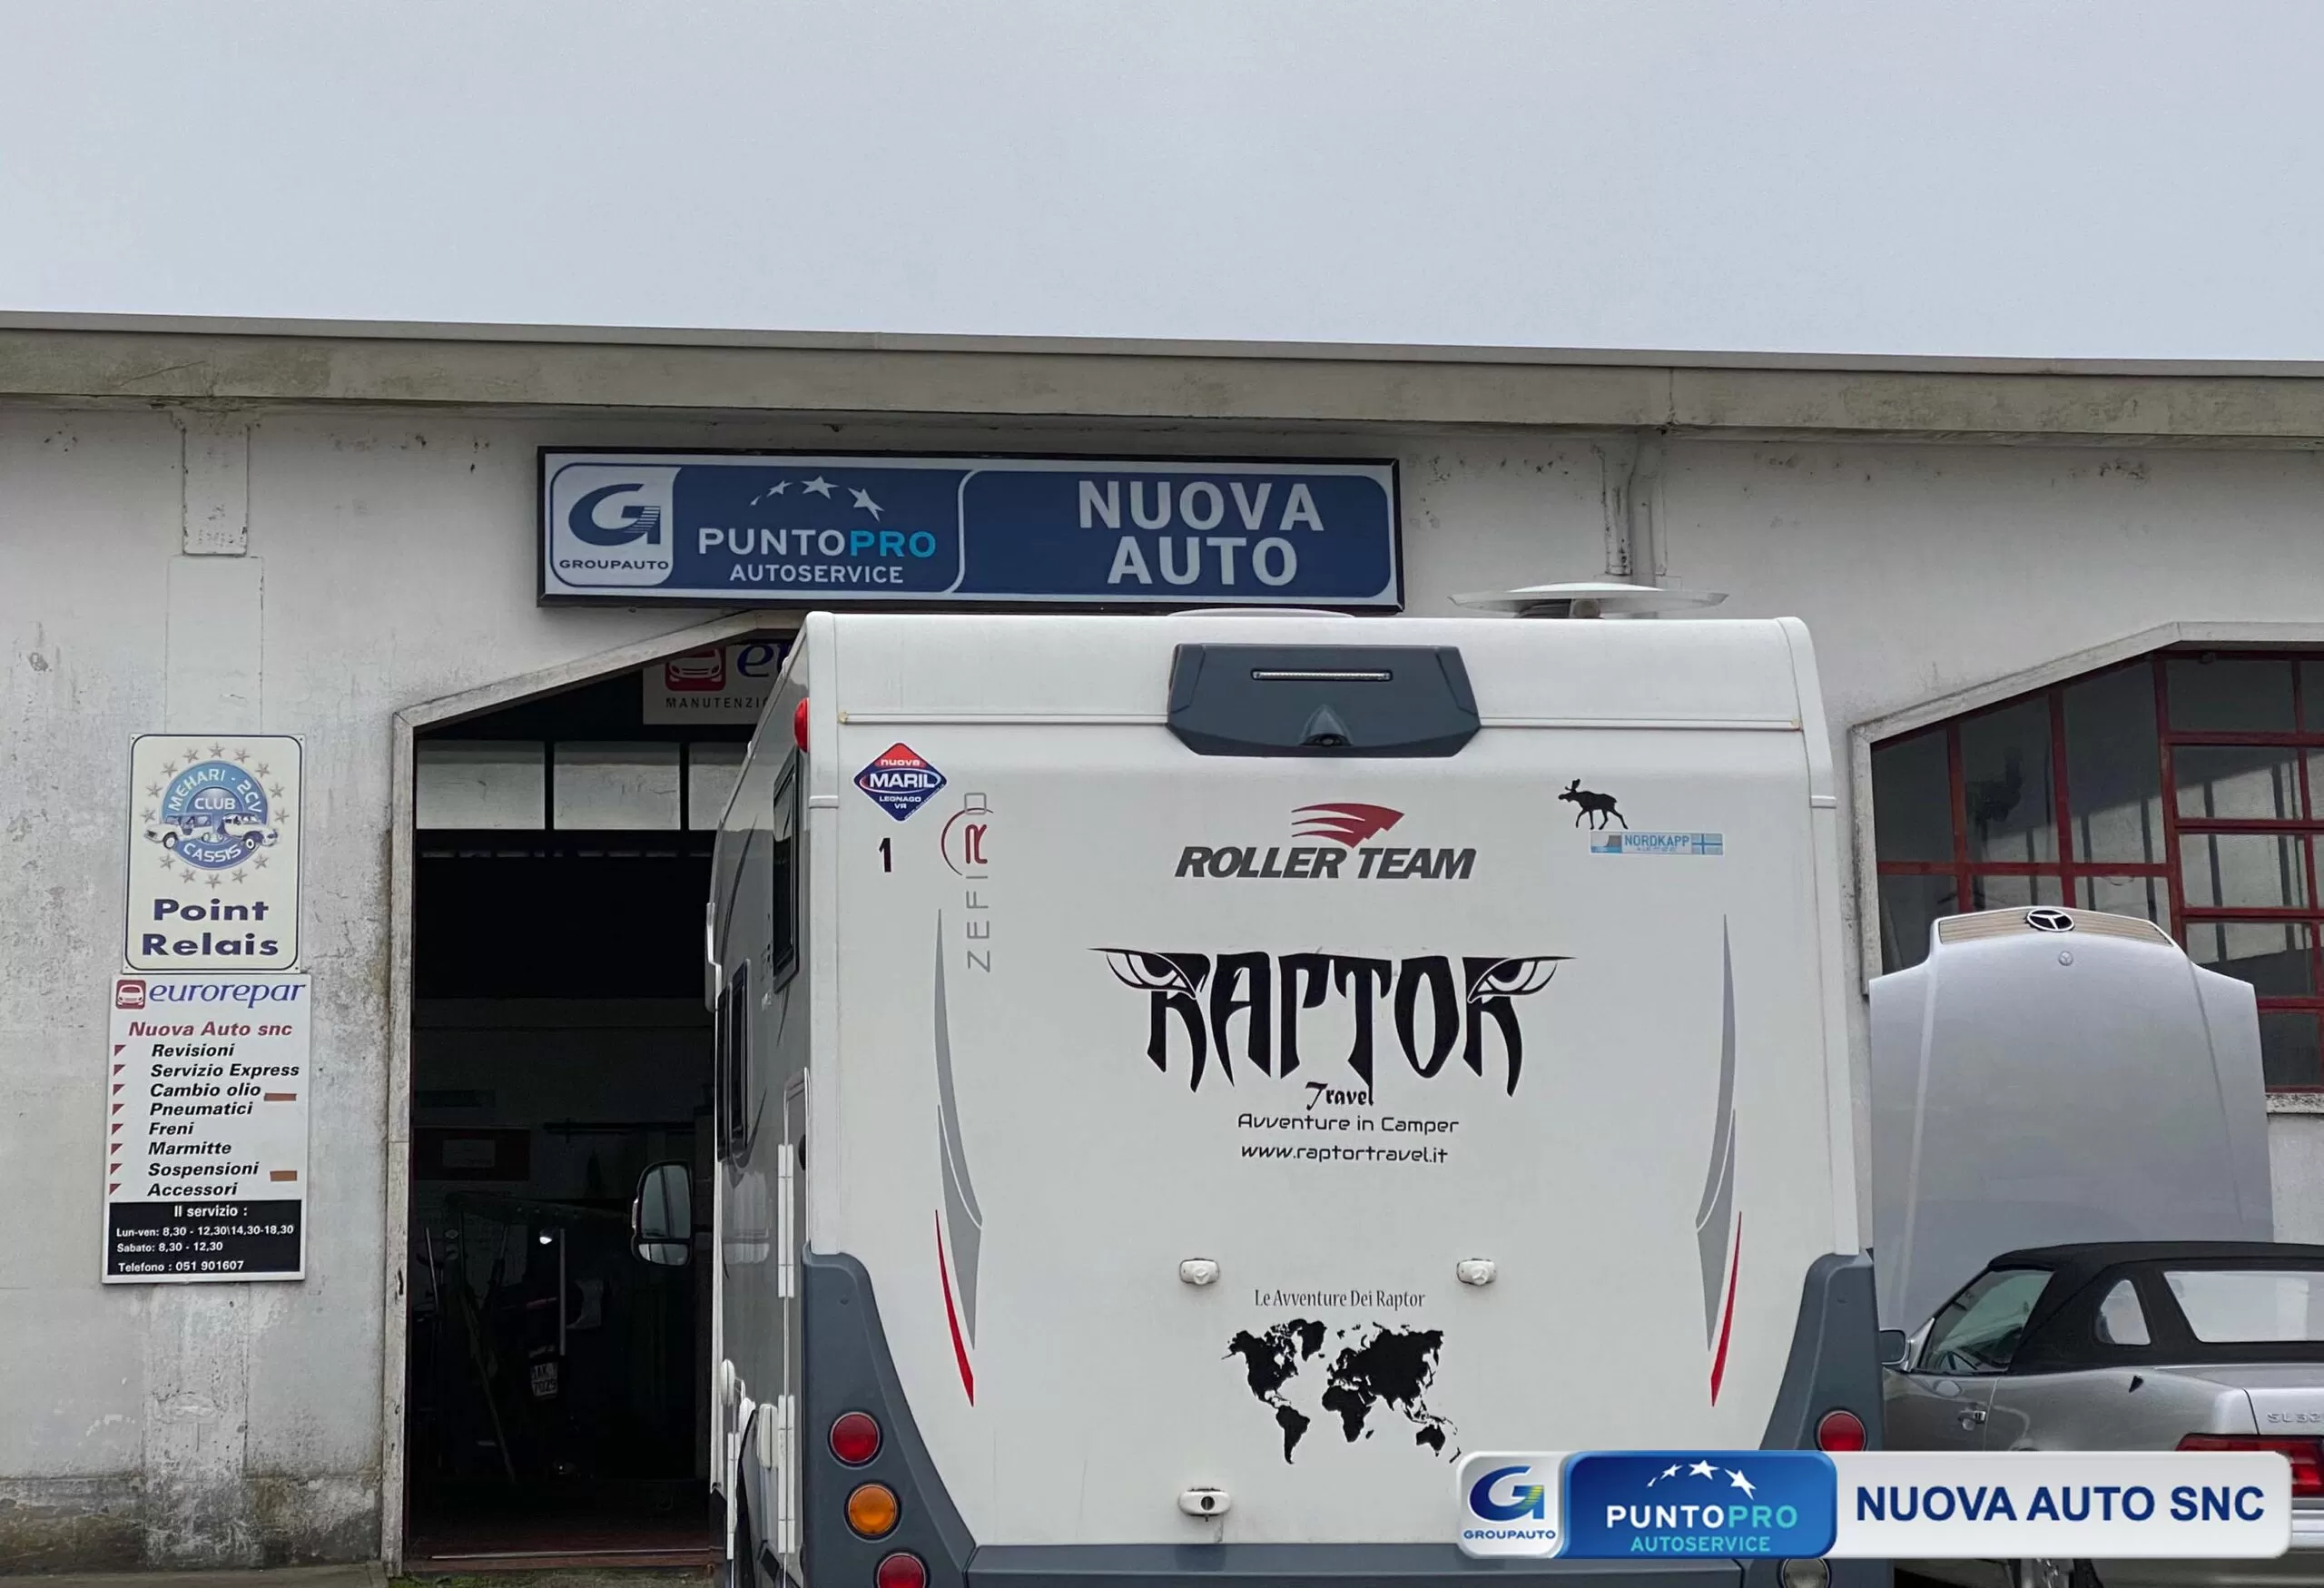 GROUPAUTO
PUNTOPRO
AUTOSERVICE
NUOVA
AUTO
MANUTENZIO
MEHARI - 2CV
CLUB
CASSIS
Point
Relais
eurorepar
Nuova Auto snc
Revisioni
Servizio Express
Cambio olio
Pneumatici
Freni
Marmitte
Sospensioni
Accessori
Il servizio :
Lun-ven: 8,30 - 12,30\14,30-18,30
Sabato: 8,30 - 12,30
Telefono : 051 901607
nuova
MARIL
LEGNAGO
VR
1
ZEFIRO
ROLLER TEAM
NORDKAPP
RAPTOR
Travel
Avventure in Camper
www.raptortravel.it
Le Avventure Dei Raptor
GROUPAUTO
PUNTOPRO
AUTOSERVICE
NUOVA AUTO SNC